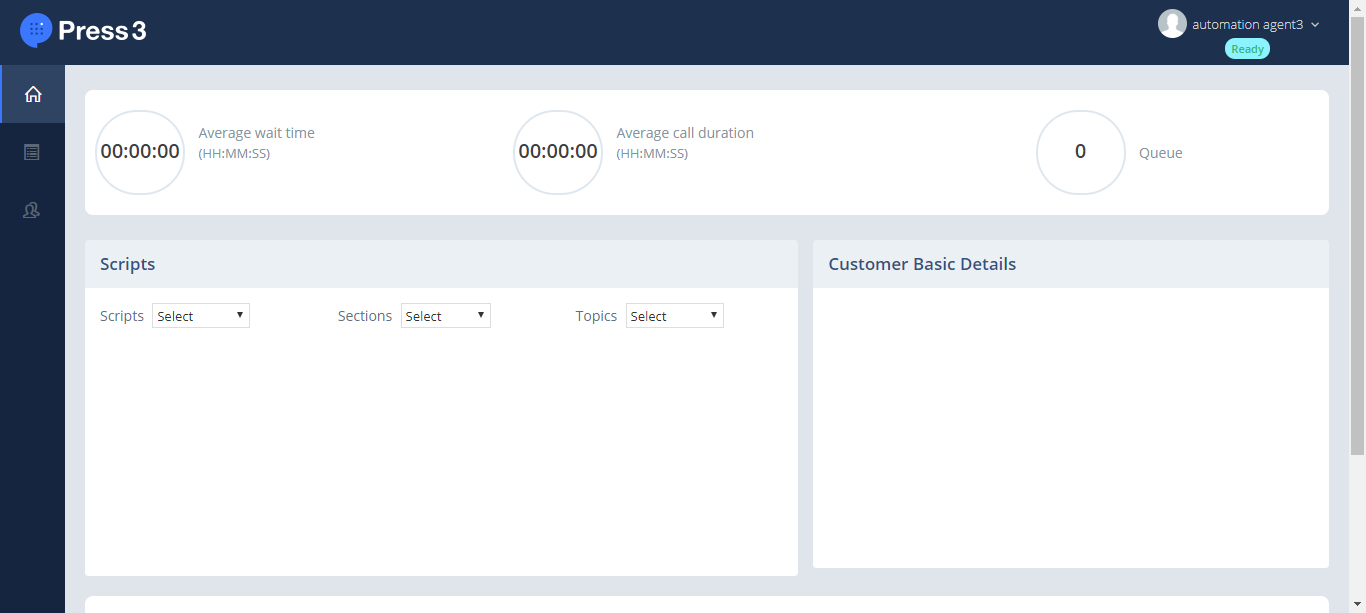 Press 3
automation agent3
Ready
00:00:00
Average wait time
(HH:MM:SS)
00:00:00
Average call duration
(HH:MM:SS)
0
Queue
Scripts
Customer Basic Details
Scripts Select
Sections Select
Topics Select